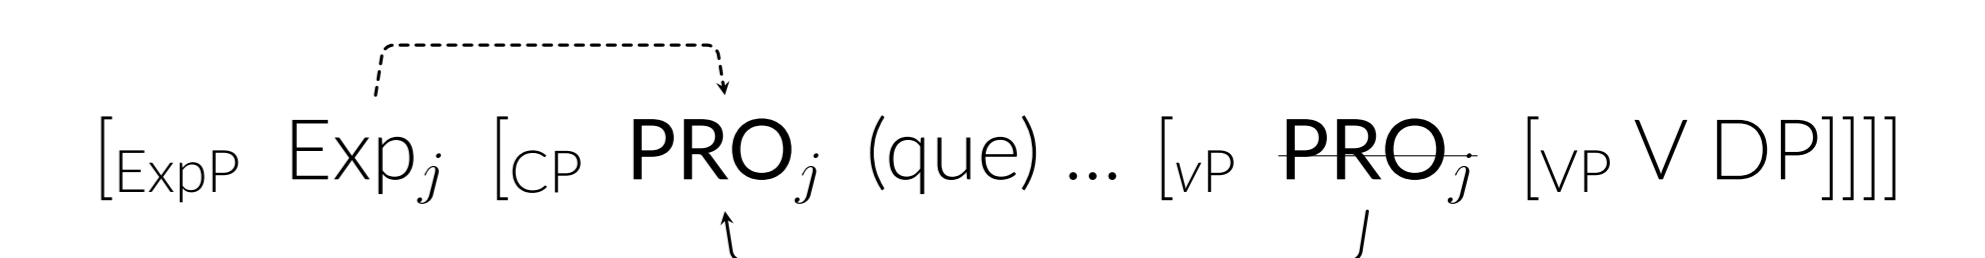 [ExpP Expj [CP PROj (que) ... [vP PROj [VP V DP]]]]